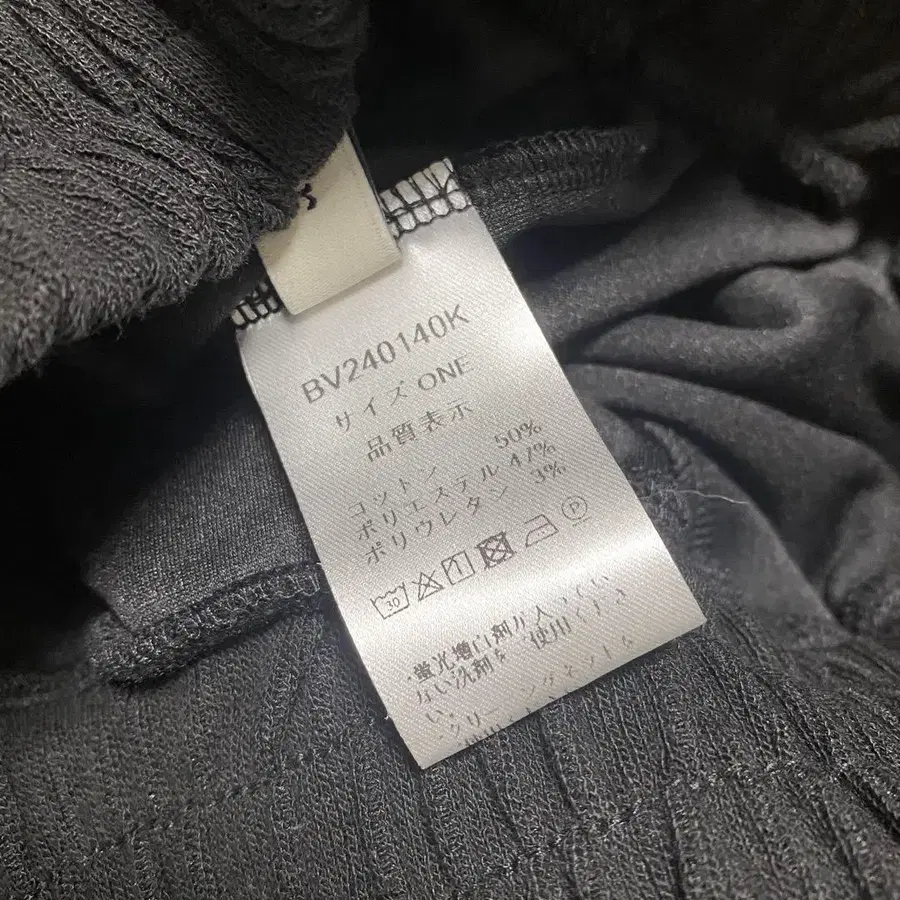 BV240140K
サイズ ONE
品質表示
コットン 50%
ポリエステル 47%
ポリウレタン 3%
30 P
・蛍光増白剤が入ってい
ない洗剤を使用くださ
い。